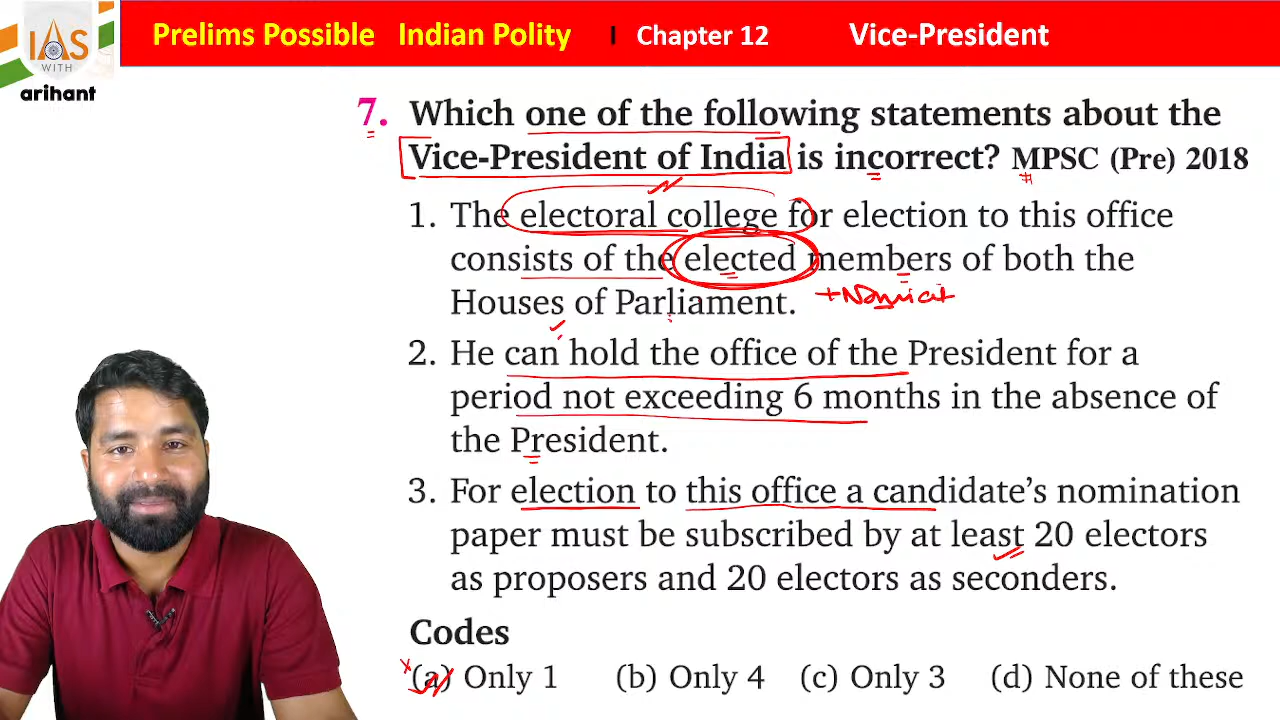 IAS
WITH
arihant
Prelims Possible Indian Polity | Chapter 12 Vice-President
7. Which one of the following statements about the
Vice-President of India is incorrect? MPSC (Pre) 2018
1. The electoral college for election to this office
consists of the elected members of both the
Houses of Parliament.
2. He can hold the office of the President for a
period not exceeding 6 months in the absence of
the President.
3. For election to this office a candidate's nomination
paper must be subscribed by at least 20 electors
as proposers and 20 electors as seconders.
Codes
(a) Only 1 (b) Only 4 (c) Only 3 (d) None of these